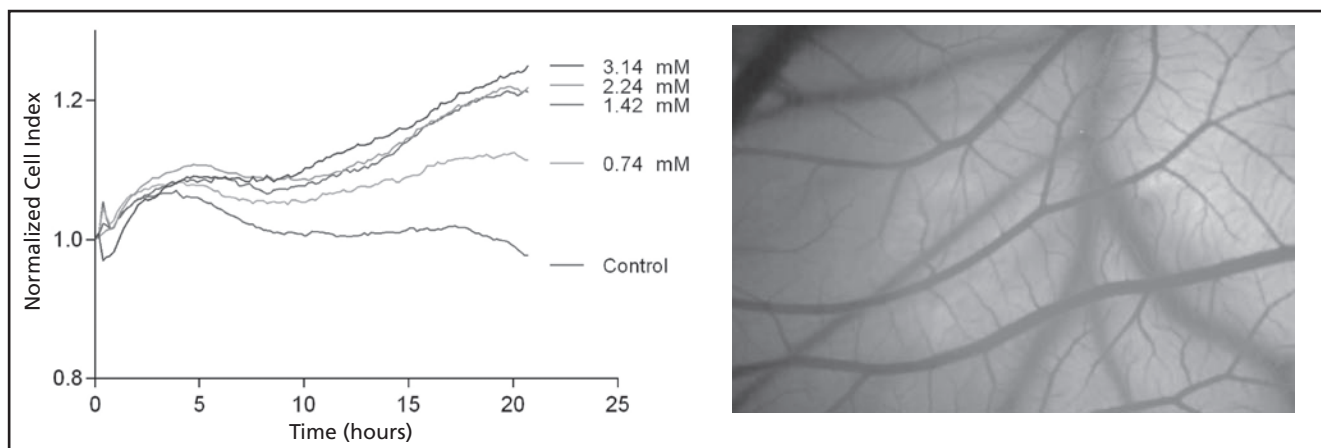 Normalized Cell Index
1.2
1.0
0.8
0
5
10
15
20
25
Time (hours)
3.14 mM
2.24 mM
1.42 mM
0.74 mM
Control